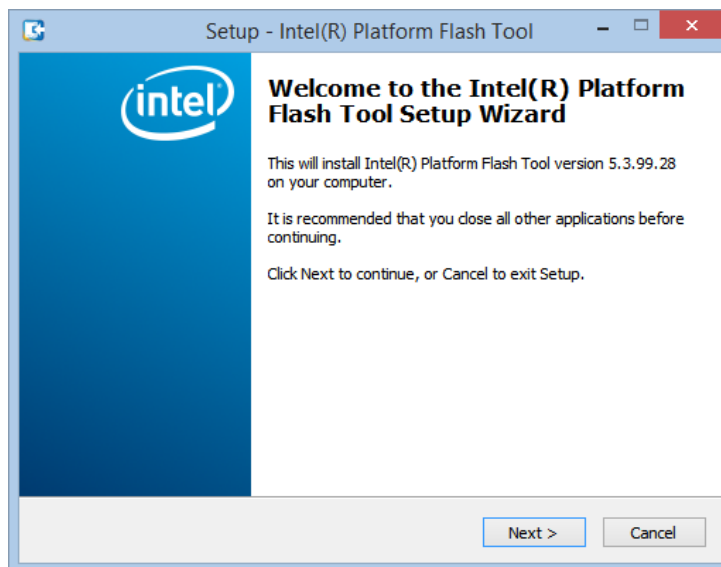 Setup - Intel(R) Platform Flash Tool
intel
Welcome to the Intel(R) Platform
Flash Tool Setup Wizard
This will install Intel(R) Platform Flash Tool version 5.3.99.28
on your computer.
It is recommended that you close all other applications before
continuing.
Click Next to continue, or Cancel to exit Setup.
Next >
Cancel